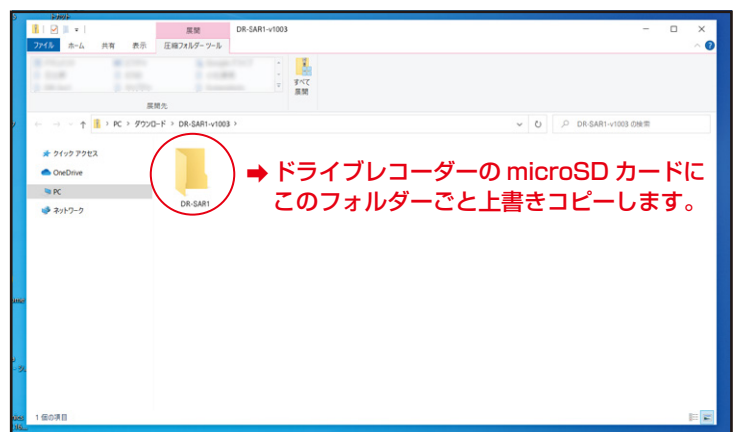 展開
DR-SAR1-v1003
ファイル ホーム 共有 表示 圧縮フォルダー ツール
すべて
展開
展開先
PC > ダウンロード > DR-SAR1-v1003 >
DR-SAR1-v1003 の検索
クイック アクセス
OneDrive
PC
ネットワーク
DR-SAR1
➡ ドライブレコーダーの microSD カードに
このフォルダーごと上書きコピーします。
1 個の項目